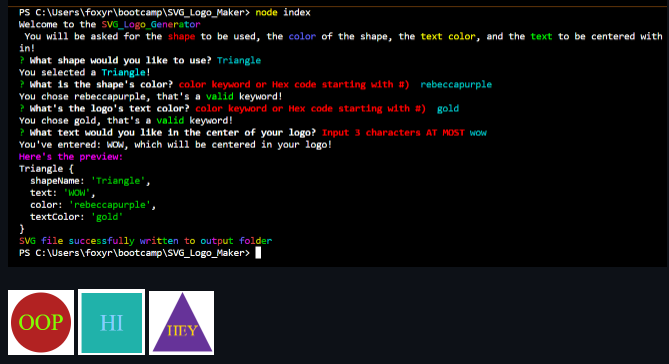 PS C:\Users\foxyr\bootcamp\SVG_Logo_Maker> node index
Welcome to the SVG_Logo_Generator
You will be asked for the shape to be used, the color of the shape, the text color, and the text to be centered with
in!
? What shape would you like to use? Triangle
You selected a Triangle!
? What is the shape's color? color keyword or Hex code starting with #) rebeccapurple
You chose rebeccapurple, that's a valid keyword!
? What's the logo's text color? color keyword or Hex code starting with #) gold
You chose gold, that's a valid keyword!
? What text would you like in the center of your logo? Input 3 characters AT MOST wow
You've entered: WOW, which will be centered in your logo!
Here's the preview:
Triangle {
  shapeName: 'Triangle',
  text: 'WOW',
  color: 'rebeccapurple',
  textColor: 'gold'
}
SVG file successfully written to output folder
PS C:\Users\foxyr\bootcamp\SVG_Logo_Maker>
OOP HI HEY